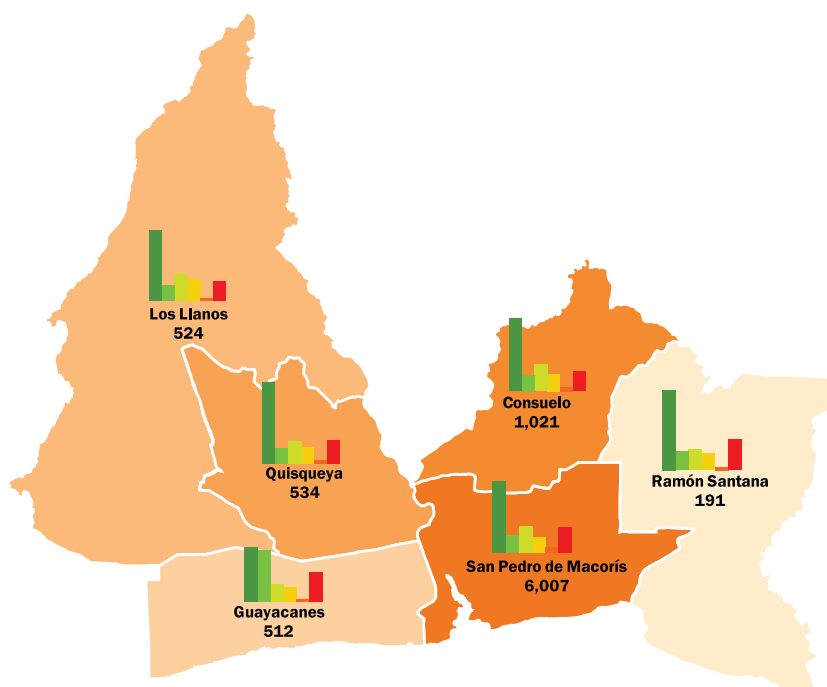 Los Llanos
524
Consuelo
1,021
Quisqueya
534
Ramón Santana
191
San Pedro de Macorís
6,007
Guayacanes
512